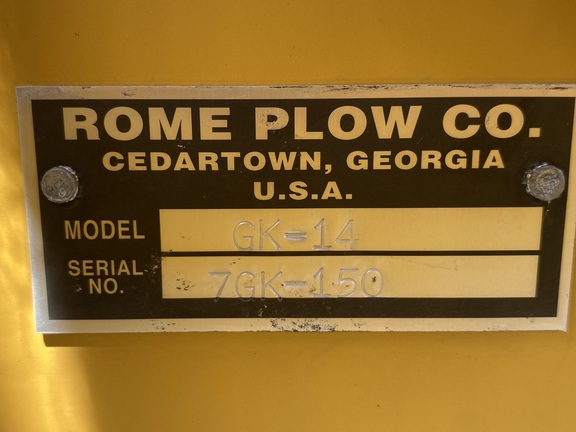 ROME PLOW CO.
CEDARTOWN, GEORGIA
U.S.A.
MODEL GK-14
SERIAL NO. 7GK-150